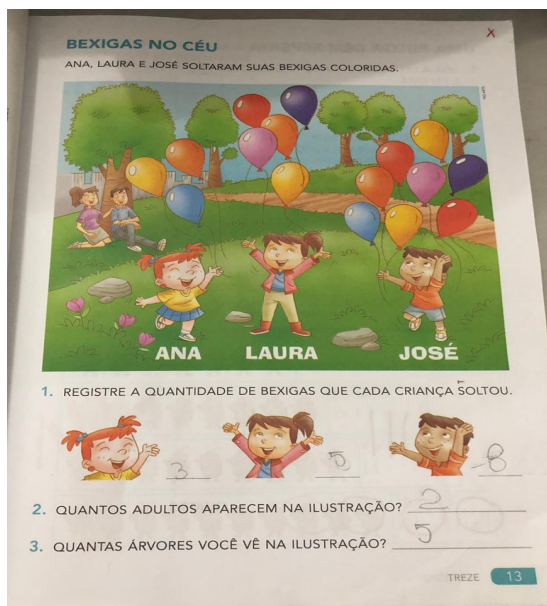 BEXIGAS NO CÉU
ANA, LAURA E JOSÉ SOLTARAM SUAS BEXIGAS COLORIDAS.
ANA LAURA JOSÉ
1. REGISTRE A QUANTIDADE DE BEXIGAS QUE CADA CRIANÇA SOLTOU.
3 5 8
2. QUANTOS ADULTOS APARECEM NA ILUSTRAÇÃO? 2
3. QUANTAS ÁRVORES VOCÊ VÊ NA ILUSTRAÇÃO? 5
TREZE 13